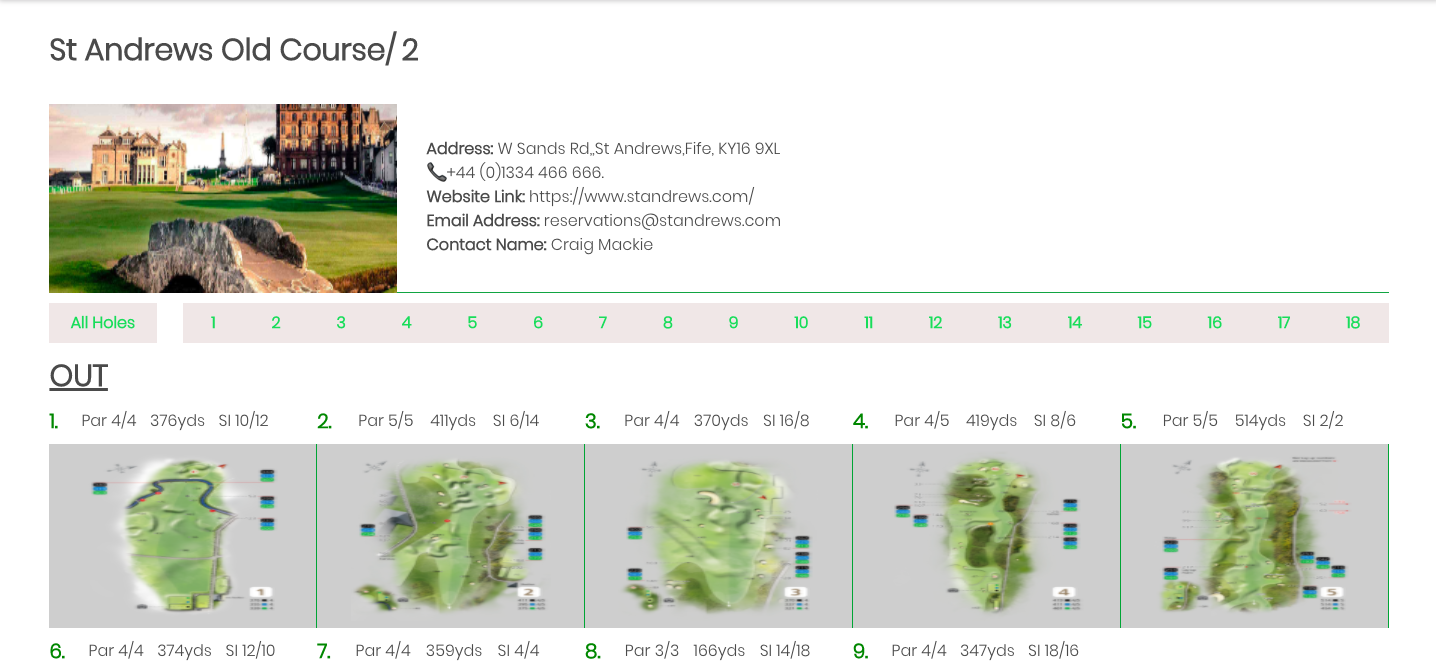 St Andrews Old Course/ 2
Address: W Sands Rd,,St Andrews,Fife, KY16 9XL
+44 (0)1334 466 666.
Website Link: https://www.standrews.com/
Email Address: reservations@standrews.com
Contact Name: Craig Mackie
All Holes 1 2 3 4 5 6 7 8 9 10 11 12 13 14 15 16 17 18
OUT
1. Par 4/4 376yds SI 10/12
2. Par 5/5 411yds SI 6/14
3. Par 4/4 370yds SI 16/8
4. Par 4/5 419yds SI 8/6
5. Par 5/5 514yds SI 2/2
1
2
3
4
5
6. Par 4/4 374yds SI 12/10
7. Par 4/4 359yds SI 4/4
8. Par 3/3 166yds SI 14/18
9. Par 4/4 347yds SI 18/16